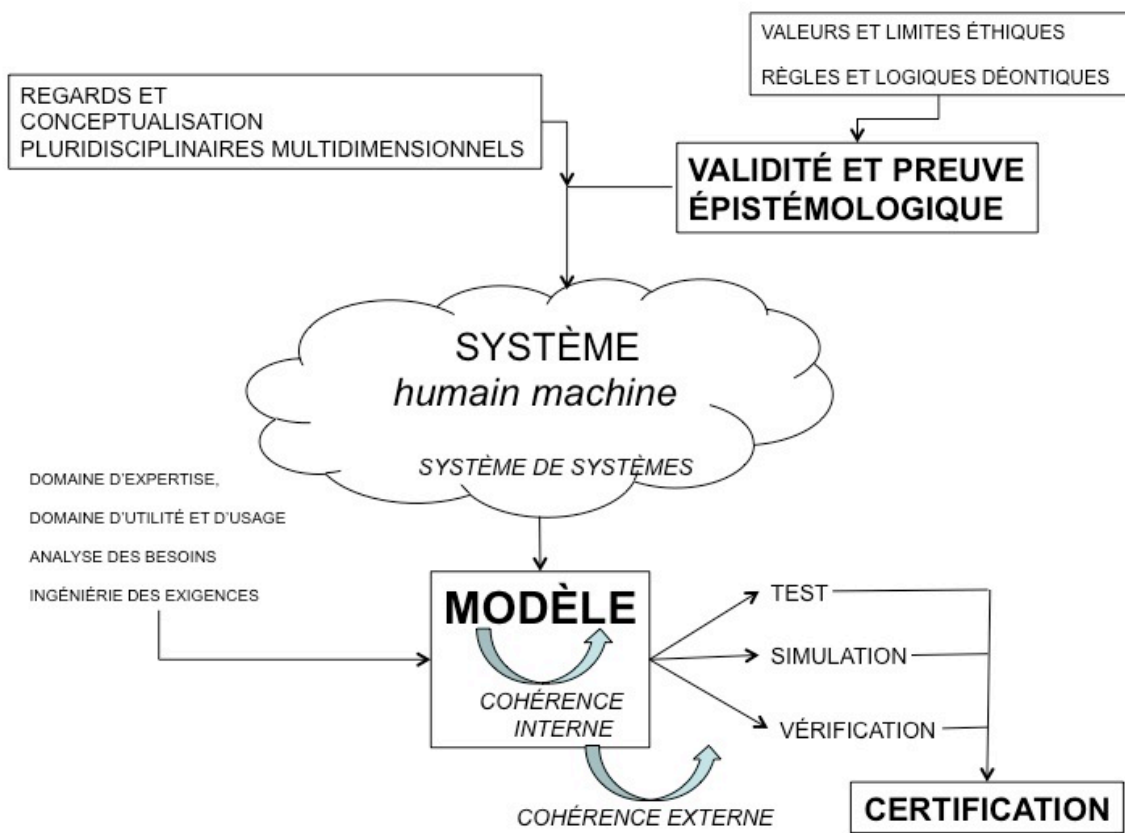 VALEURS ET LIMITES ÉTHIQUES
RÈGLES ET LOGIQUES DÉONTIQUES
REGARDS ET
CONCEPTUALISATION
PLURIDISCIPLINAIRES MULTIDIMENSIONNELS
VALIDITÉ ET PREUVE
ÉPISTÉMOLOGIQUE
SYSTÈME
humain machine
SYSTÈME DE SYSTÈMES
DOMAINE D'EXPERTISE,
DOMAINE D'UTILITÉ ET D'USAGE
ANALYSE DES BESOINS
INGÉNIÉRIE DES EXIGENCES
MODÈLE
COHÉRENCE
INTERNE
COHÉRENCE EXTERNE
TEST
SIMULATION
VÉRIFICATION
CERTIFICATION